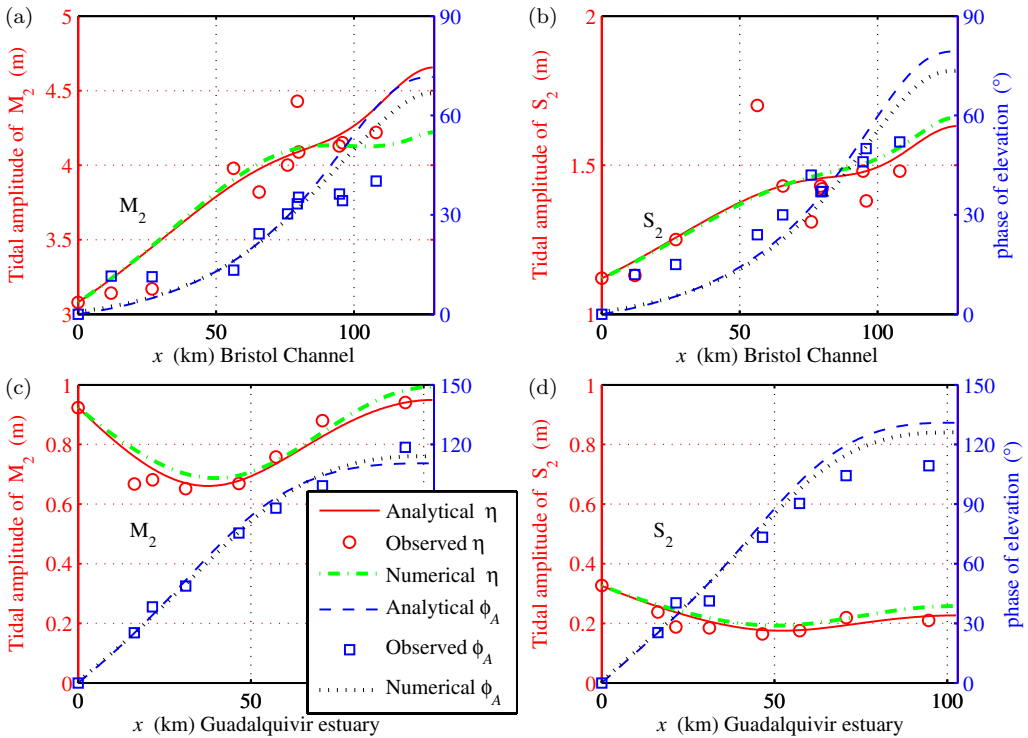 (a)
Tidal amplitude of M2 (m)
5
4.5
4
3.5
3
M2
90
60
30
0
0
50
100
x (km) Bristol Channel
(b)
Tidal amplitude of S2 (m)
2
1.5
1
S2
90
60
30
0
phase of elevation (°)
0
50
100
x (km) Bristol Channel
(c)
Tidal amplitude of M2 (m)
1
0.8
0.6
0.4
0.2
0
M2
150
120
0
50
x (km) Guadalquivir estuary
Analytical η
Observed η
Numerical η
Analytical ϕA
Observed ϕA
Numerical ϕA
(d)
Tidal amplitude of S2 (m)
1
0.8
0.6
0.4
0.2
0
S2
150
120
90
60
30
0
phase of elevation (°)
0
50
100
x (km) Guadalquivir estuary